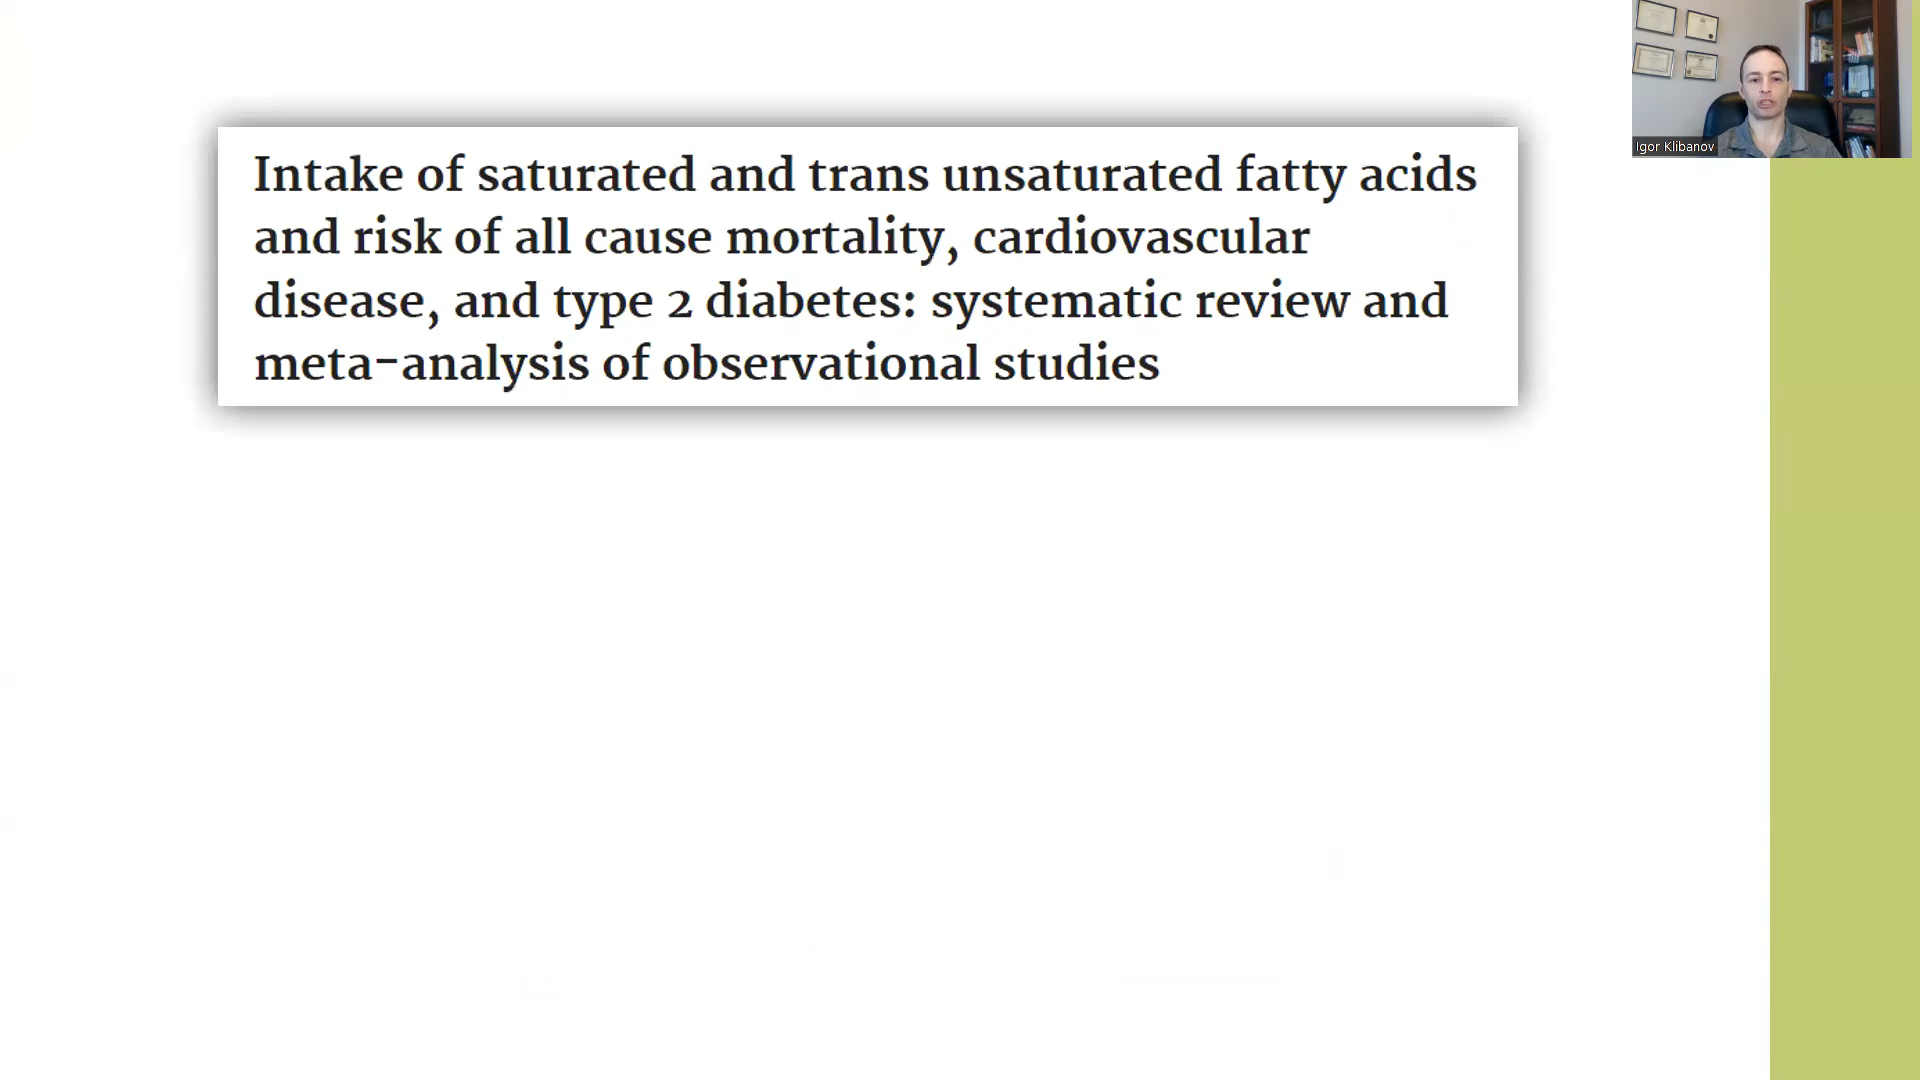 Intake of saturated and trans unsaturated fatty acids
and risk of all cause mortality, cardiovascular
disease, and type 2 diabetes: systematic review and
meta-analysis of observational studies
Igor Klibanov